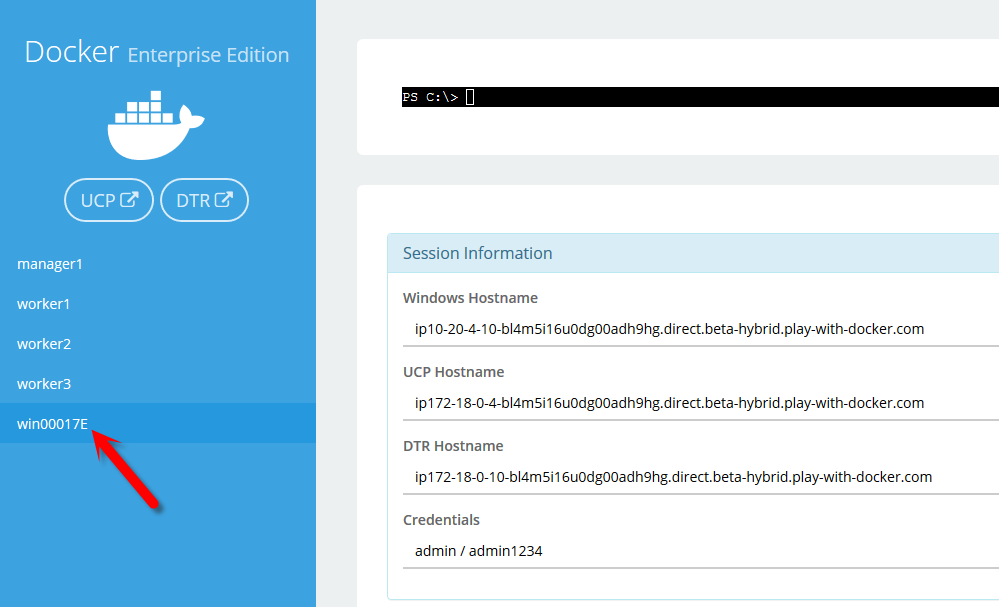 Docker Enterprise Edition
UCP
DTR
manager1
worker1
worker2
worker3
win00017E
PS C:\>
Session Information
Windows Hostname
ip10-20-4-10-bl4m5i16u0dg00adh9hg.direct.beta-hybrid.play-with-docker.com
UCP Hostname
ip172-18-0-4-bl4m5i16u0dg00adh9hg.direct.beta-hybrid.play-with-docker.com
DTR Hostname
ip172-18-0-10-bl4m5i16u0dg00adh9hg.direct.beta-hybrid.play-with-docker.com
Credentials
admin / admin1234